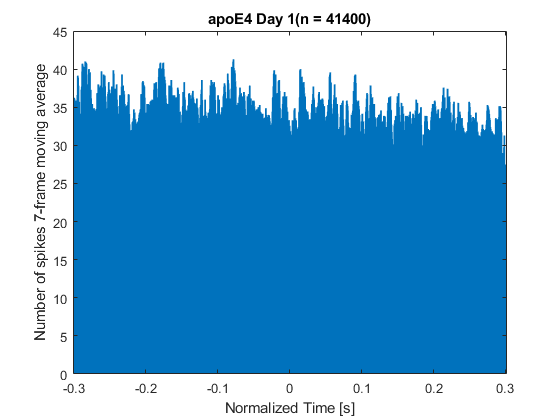 apoE4 Day 1(n = 41400)
Number of spikes 7-frame moving average
45
40
35
30
25
20
15
10
5
0
-0.3 -0.2 -0.1 0 0.1 0.2 0.3
Normalized Time [s]